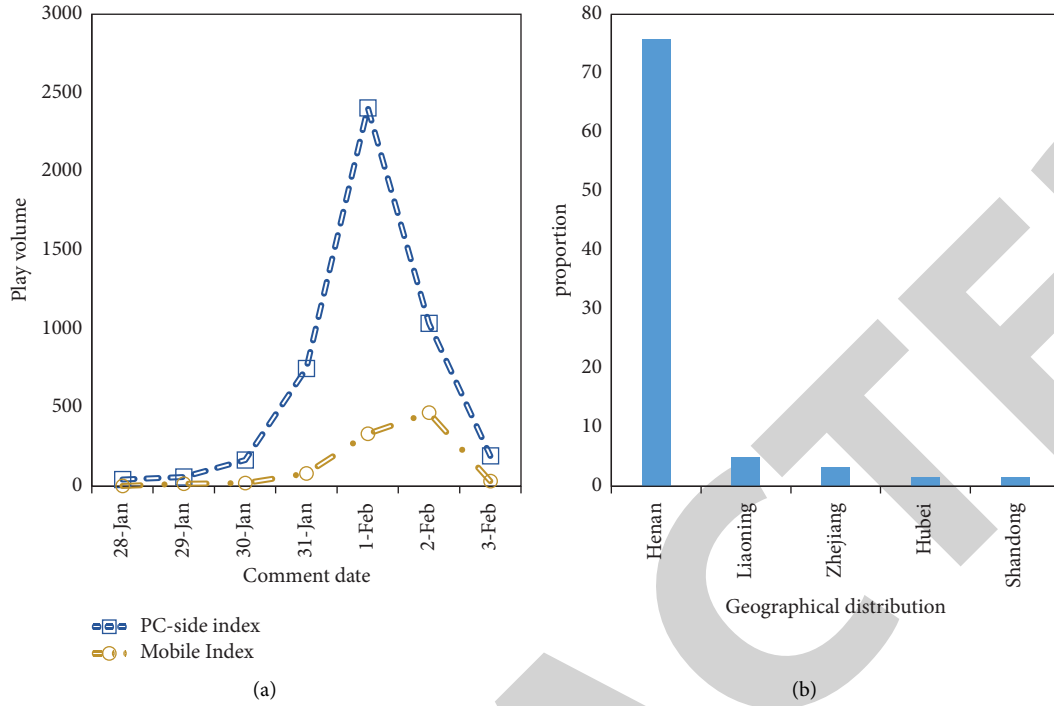 3000
2500
2000
1500
1000
500
0
Play volume
28-Jan
29-Jan
30-Jan
31-Jan
1-Feb
2-Feb
3-Feb
Comment date
PC-side index
Mobile Index
(a)
80
70
60
50
40
30
20
10
0
proportion
Henan
Liaoning
Zhejiang
Hubei
Shandong
Geographical distribution
(b)